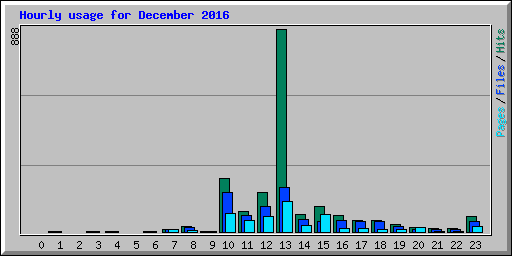 Hourly usage for December 2016
888
Pages/Files/Hits
0 1 2 3 4 5 6 7 8 9 10 11 12 13 14 15 16 17 18 19 20 21 22 23